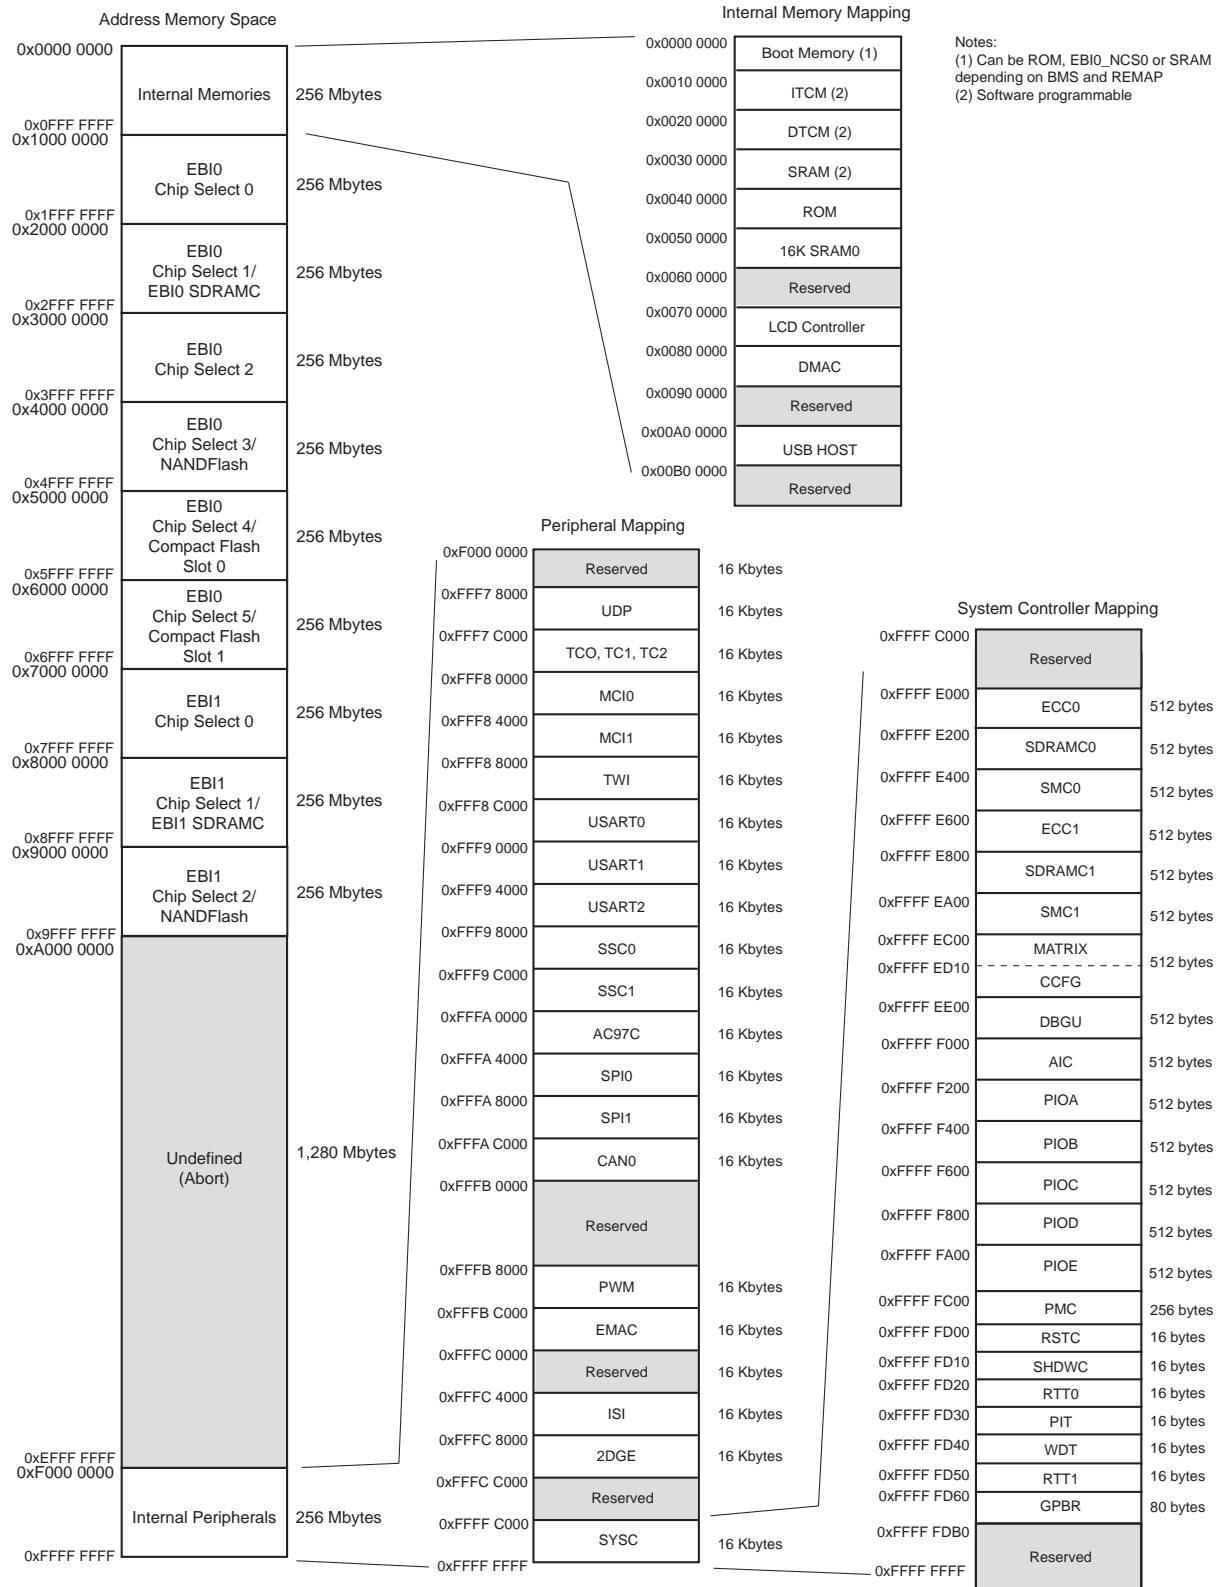 Address Memory Space
0x0000 0000
Internal Memories
256 Mbytes
0x0FFF FFFF
0x1000 0000
EBI0
Chip Select 0
256 Mbytes
0x1FFF FFFF
0x2000 0000
EBI0
Chip Select 1/
EBI0 SDRAMC
256 Mbytes
0x2FFF FFFF
0x3000 0000
EBI0
Chip Select 2
256 Mbytes
0x3FFF FFFF
0x4000 0000
EBI0
Chip Select 3/
NANDFlash
256 Mbytes
0x4FFF FFFF
0x5000 0000
EBI0
Chip Select 4/
Compact Flash
Slot 0
256 Mbytes
0x5FFF FFFF
0x6000 0000
EBI0
Chip Select 5/
Compact Flash
Slot 1
256 Mbytes
0x6FFF FFFF
0x7000 0000
EBI1
Chip Select 0
256 Mbytes
0x7FFF FFFF
0x8000 0000
EBI1
Chip Select 1/
EBI1 SDRAMC
256 Mbytes
0x8FFF FFFF
0x9000 0000
EBI1
Chip Select 2/
NANDFlash
256 Mbytes
0x9FFF FFFF
0xA000 0000
Undefined
(Abort)
1,280 Mbytes
0xEFFF FFFF
0xF000 0000
Internal Peripherals
256 Mbytes
0xFFFF FFFF
Internal Memory Mapping
0x0000 0000
Boot Memory (1)
0x0010 0000
ITCM (2)
0x0020 0000
DTCM (2)
0x0030 0000
SRAM (2)
0x0040 0000
ROM
0x0050 0000
16K SRAM0
0x0060 0000
Reserved
0x0070 0000
LCD Controller
0x0080 0000
DMAC
0x0090 0000
Reserved
0x00A0 0000
USB HOST
0x00B0 0000
Reserved
Notes:
(1) Can be ROM, EBI0_NCS0 or SRAM
depending on BMS and REMAP
(2) Software programmable
Peripheral Mapping
0xF000 0000
Reserved
16 Kbytes
0xFFF7 8000
UDP
16 Kbytes
0xFFF7 C000
TCO, TC1, TC2
16 Kbytes
0xFFF8 0000
MCI0
16 Kbytes
0xFFF8 4000
MCI1
16 Kbytes
0xFFF8 8000
TWI
16 Kbytes
0xFFF8 C000
USART0
16 Kbytes
0xFFF9 0000
USART1
16 Kbytes
0xFFF9 4000
USART2
16 Kbytes
0xFFF9 8000
SSC0
16 Kbytes
0xFFF9 C000
SSC1
16 Kbytes
0xFFFA 0000
AC97C
16 Kbytes
0xFFFA 4000
SPI0
16 Kbytes
0xFFFA 8000
SPI1
16 Kbytes
0xFFFA C000
CAN0
16 Kbytes
0xFFFB 0000
Reserved
0xFFFB 8000
PWM
16 Kbytes
0xFFFB C000
EMAC
16 Kbytes
0xFFFC 0000
Reserved
16 Kbytes
0xFFFC 4000
ISI
16 Kbytes
0xFFFC 8000
2DGE
16 Kbytes
0xFFFC C000
Reserved
0xFFFF C000
SYSC
16 Kbytes
0xFFFF FFFF
System Controller Mapping
0xFFFF C000
Reserved
0xFFFF E000
ECC0
512 bytes
0xFFFF E200
SDRAMC0
512 bytes
0xFFFF E400
SMC0
512 bytes
0xFFFF E600
ECC1
512 bytes
0xFFFF E800
SDRAMC1
512 bytes
0xFFFF EA00
SMC1
512 bytes
0xFFFF EC00
MATRIX
512 bytes
0xFFFF ED10
CCFG
0xFFFF EE00
DBGU
512 bytes
0xFFFF F000
AIC
512 bytes
0xFFFF F200
PIOA
512 bytes
0xFFFF F400
PIOB
512 bytes
0xFFFF F600
PIOC
512 bytes
0xFFFF F800
PIOD
512 bytes
0xFFFF FA00
PIOE
512 bytes
0xFFFF FC00
PMC
256 bytes
0xFFFF FD00
RSTC
16 bytes
0xFFFF FD10
SHDWC
16 bytes
0xFFFF FD20
RTT0
16 bytes
0xFFFF FD30
PIT
16 bytes
0xFFFF FD40
WDT
16 bytes
0xFFFF FD50
RTT1
16 bytes
0xFFFF FD60
GPBR
80 bytes
0xFFFF FDB0
Reserved
0xFFFF FFFF